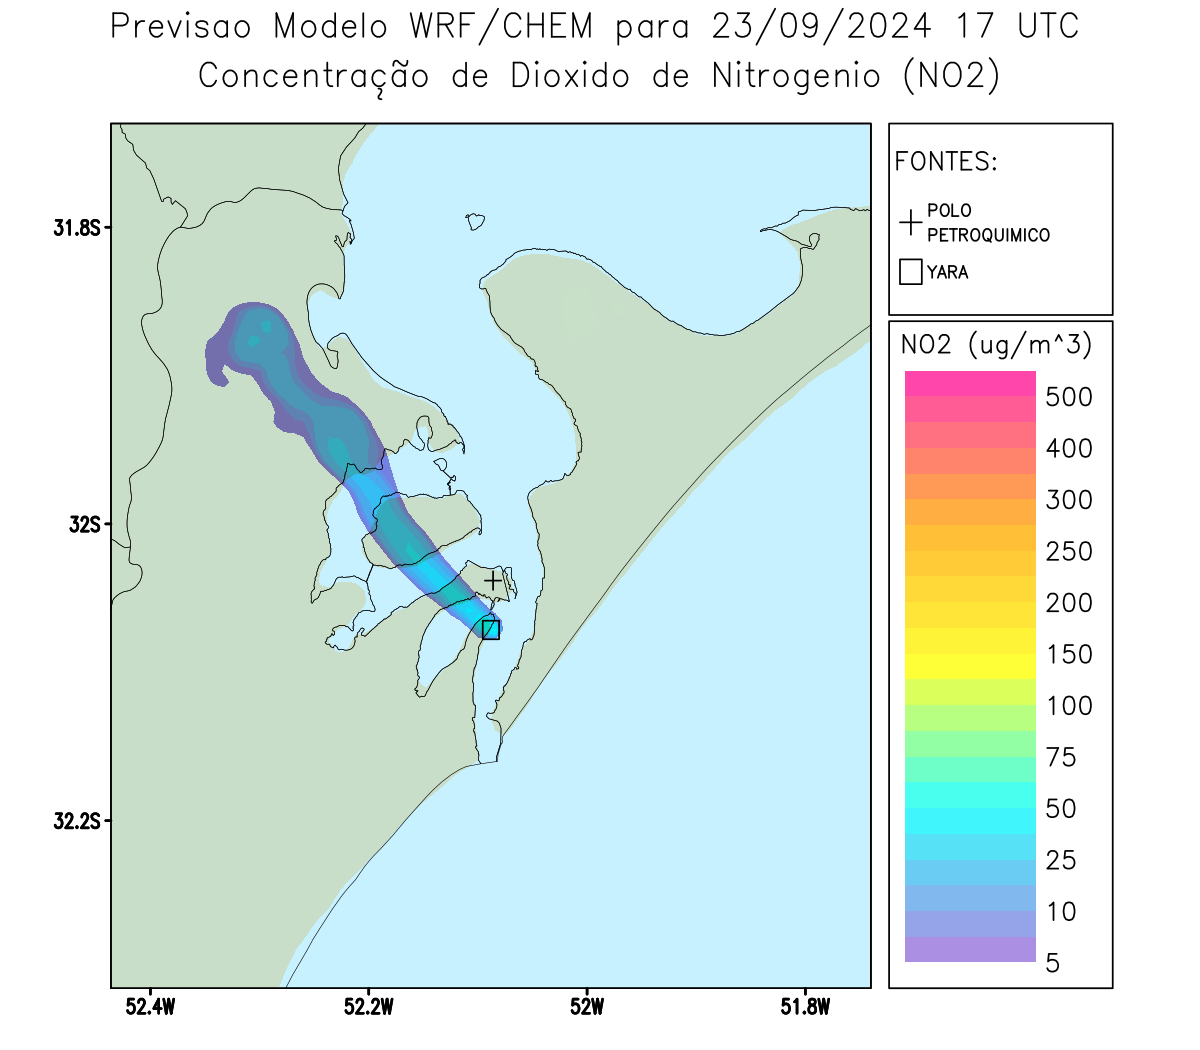 Previsao Modelo WRF/CHEM para 23/09/2024 17 UTC
Concentração de Dioxido de Nitrogenio (NO2)
FONTES:
POLO
PETROQUIMICO
YARA
NO2 (ug/m^3)
500
400
300
250
200
150
100
75
50
25
10
5
31.8S
32S
32.2S
52.4W
52.2W
52W
51.8W